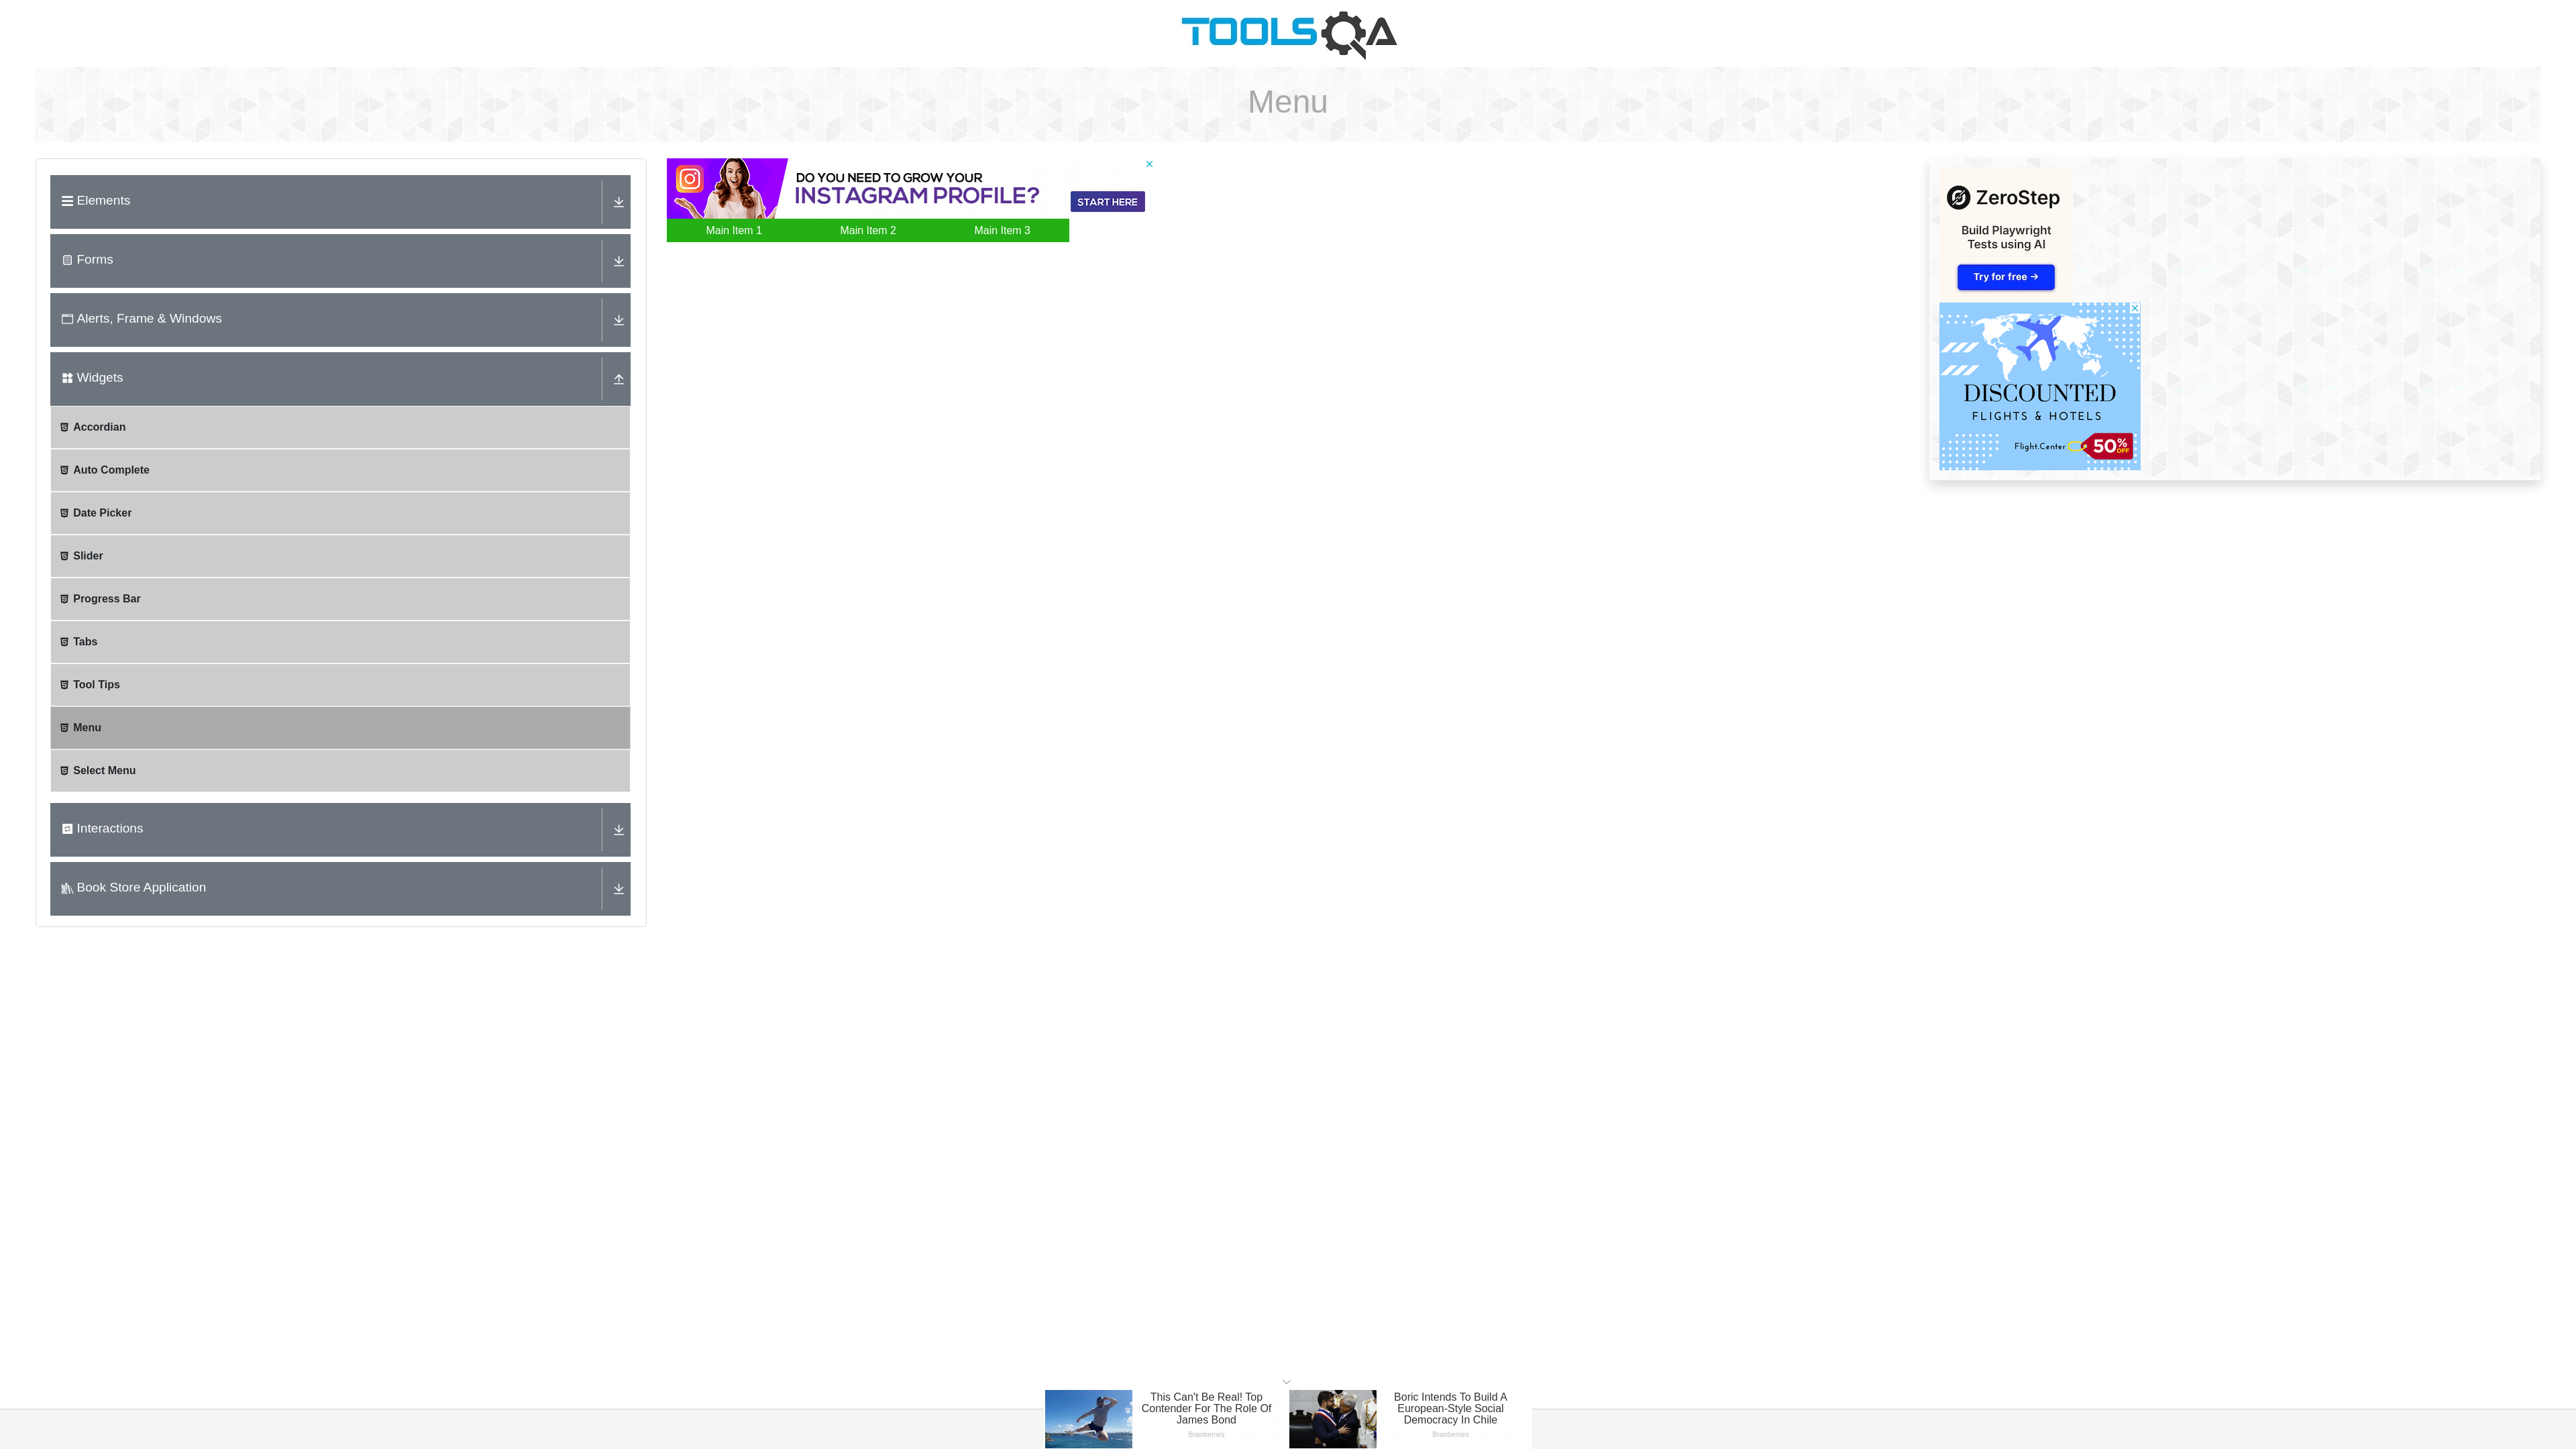 TOOLSQA
Menu
Elements
Forms
Alerts, Frame & Windows
Widgets
Accordian
Auto Complete
Date Picker
Slider
Progress Bar
Tabs
Tool Tips
Menu
Select Menu
Interactions
Book Store Application
DO YOU NEED TO GROW YOUR
INSTAGRAM PROFILE?
START HERE
Main Item 1
Main Item 2
Main Item 3
ZeroStep
Build Playwright
Tests using AI
Try for free →
DISCOUNTED
FLIGHTS & HOTELS
Flight.Center
50% OFF
This Can't Be Real! Top
Contender For The Role Of
James Bond
Brainberries
Boric Intends To Build A
European-Style Social
Democracy In Chile
Brainberries